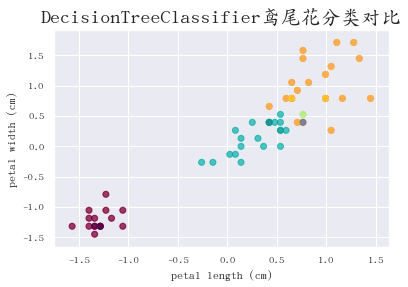 DecisionTreeClassifier鸢尾花分类对比
1.5
1.0
0.5
0.0
-0.5
-1.0
-1.5
petal width (cm)
-1.5 -1.0 -0.5 0.0 0.5 1.0 1.5
petal length (cm)